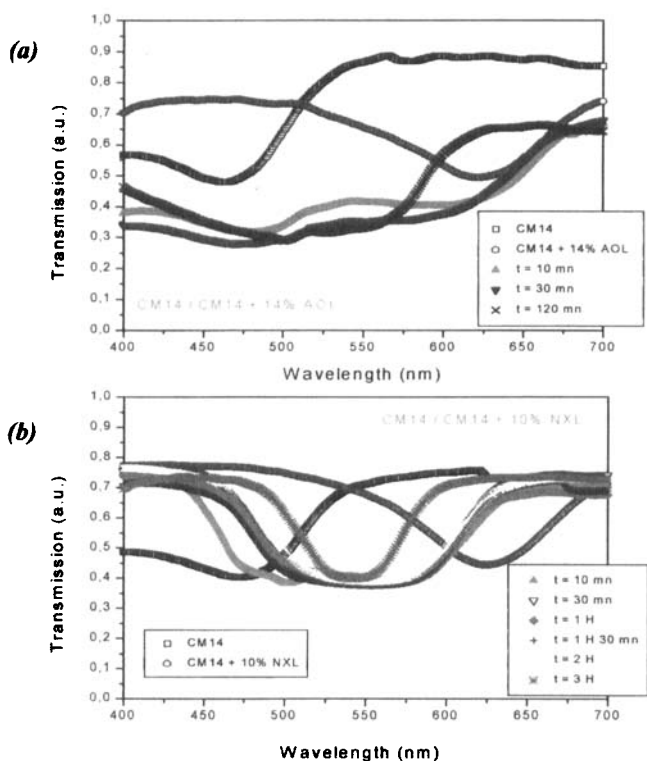 (a)
1,0
0,9
0,8
0,7
0,6
0,5
0,4
0,3
0,2
0,1
0,0
Transmission (a.u.)
CM14
CM14 + 14% AOL
t = 10 mn
t = 30 mn
t = 120 mn
CM14 / CM14 + 14% AOL
400 450 500 550 600 650 700
Wavelength (nm)
(b)
1,0
0,9
0,8
0,7
0,6
0,5
0,4
0,3
0,2
0,1
0,0
Transmission (a.u.)
CM14 / CM14 + 10% NXL
CM14
CM14 + 10% NXL
t = 10 mn
t = 30 mn
t = 1 H
t = 1 H 30 mn
t = 2 H
t = 3 H
400 450 500 550 600 650 700
Wavelength (nm)